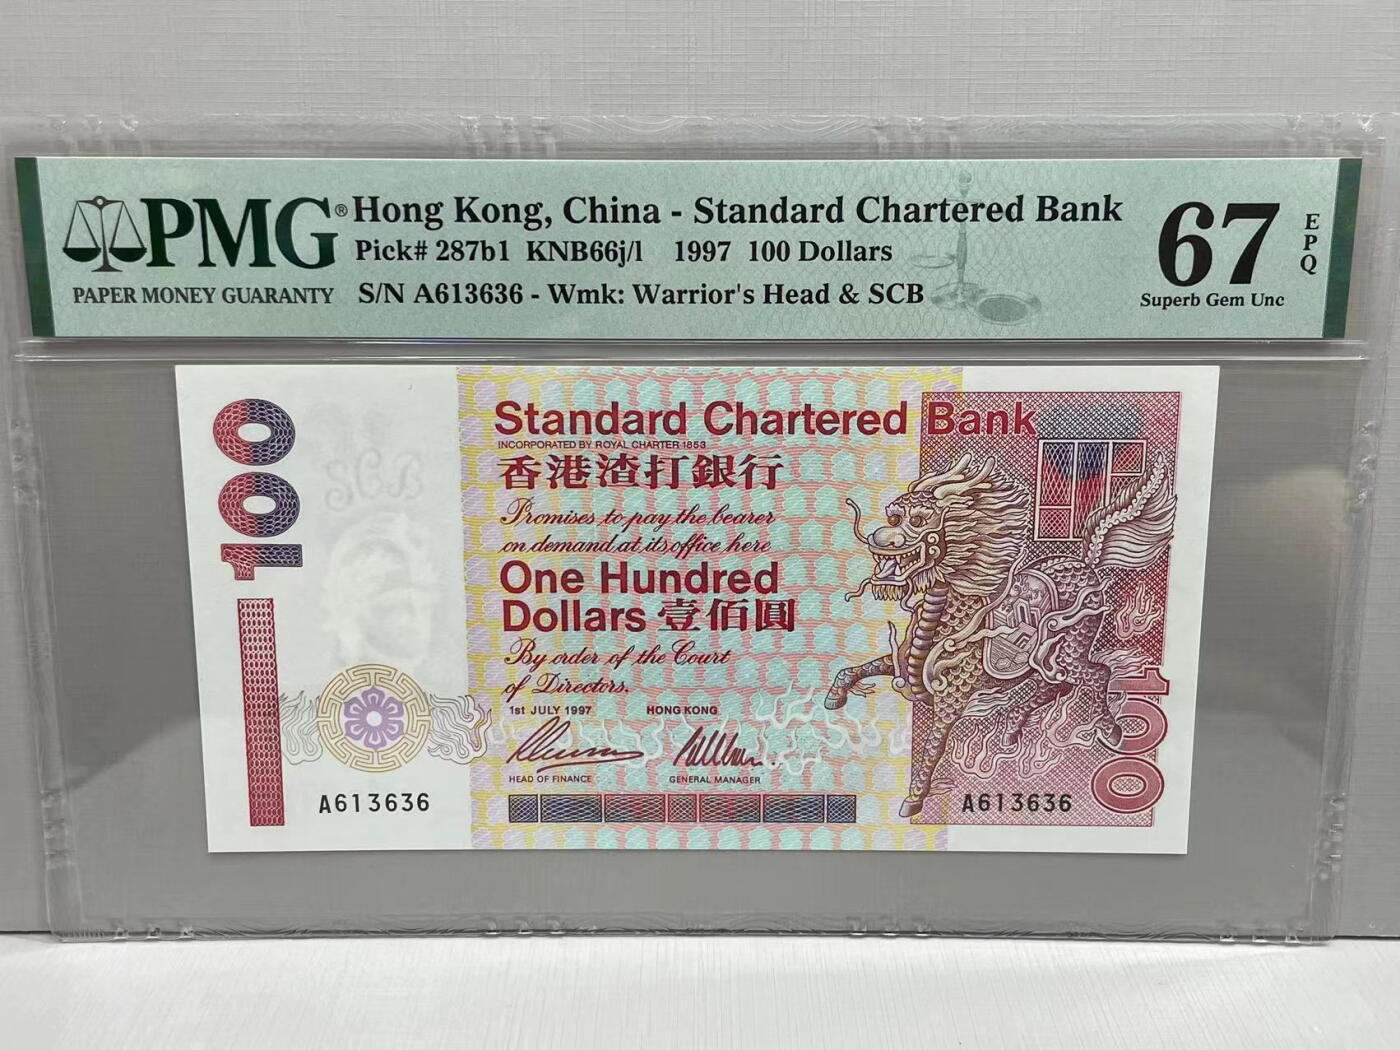 PMG®
PAPER MONEY GUARANTY
Hong Kong, China - Standard Chartered Bank
Pick# 287b1 KNB66j/l 1997 100 Dollars
S/N A613636 - Wmk: Warrior's Head & SCB
67
EPQ
Superb Gem Unc
100
Standard Chartered Bank
INCORPORATED BY ROYAL CHARTER 1853
香港渣打銀行
Promises to pay the bearer
on demand at its office here
One Hundred
Dollars 壹佰圓
By order of the Court
of Directors.
1st JULY 1997 HONG KONG
HEAD OF FINANCE GENERAL MANAGER
A613636
A613636
100